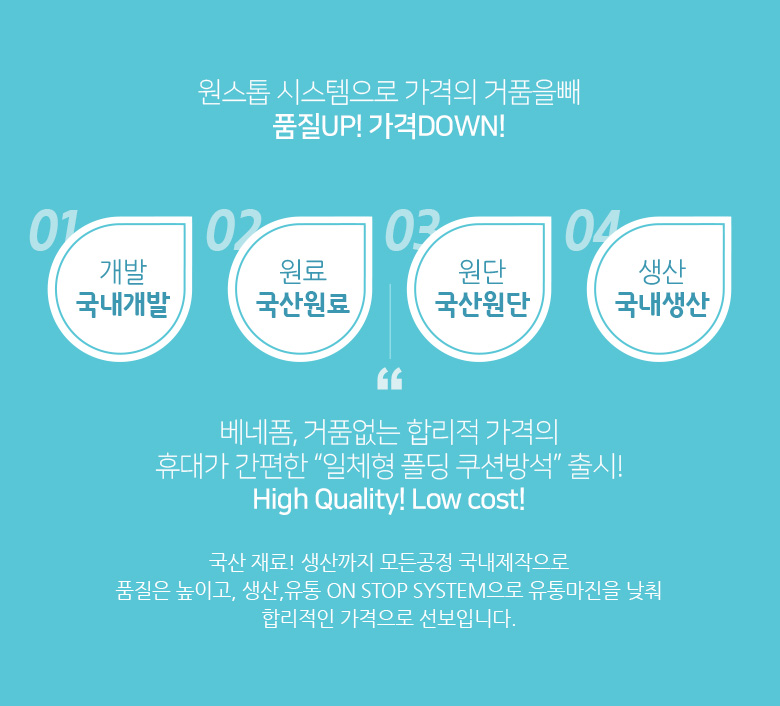 원스톱 시스템으로 가격의 거품을빼
품질UP! 가격DOWN!
01
개발
국내개발
02
원료
국산원료
03
원단
국산원단
04
생산
국내생산
“
베네폼, 거품없는 합리적 가격의
휴대가 간편한 “일체형 폴딩 쿠션방석” 출시!
High Quality! Low cost!
국산 재료! 생산까지 모든공정 국내제작으로
품질은 높이고, 생산,유통 ON STOP SYSTEM으로 유통마진을 낮춰
합리적인 가격으로 선보입니다.